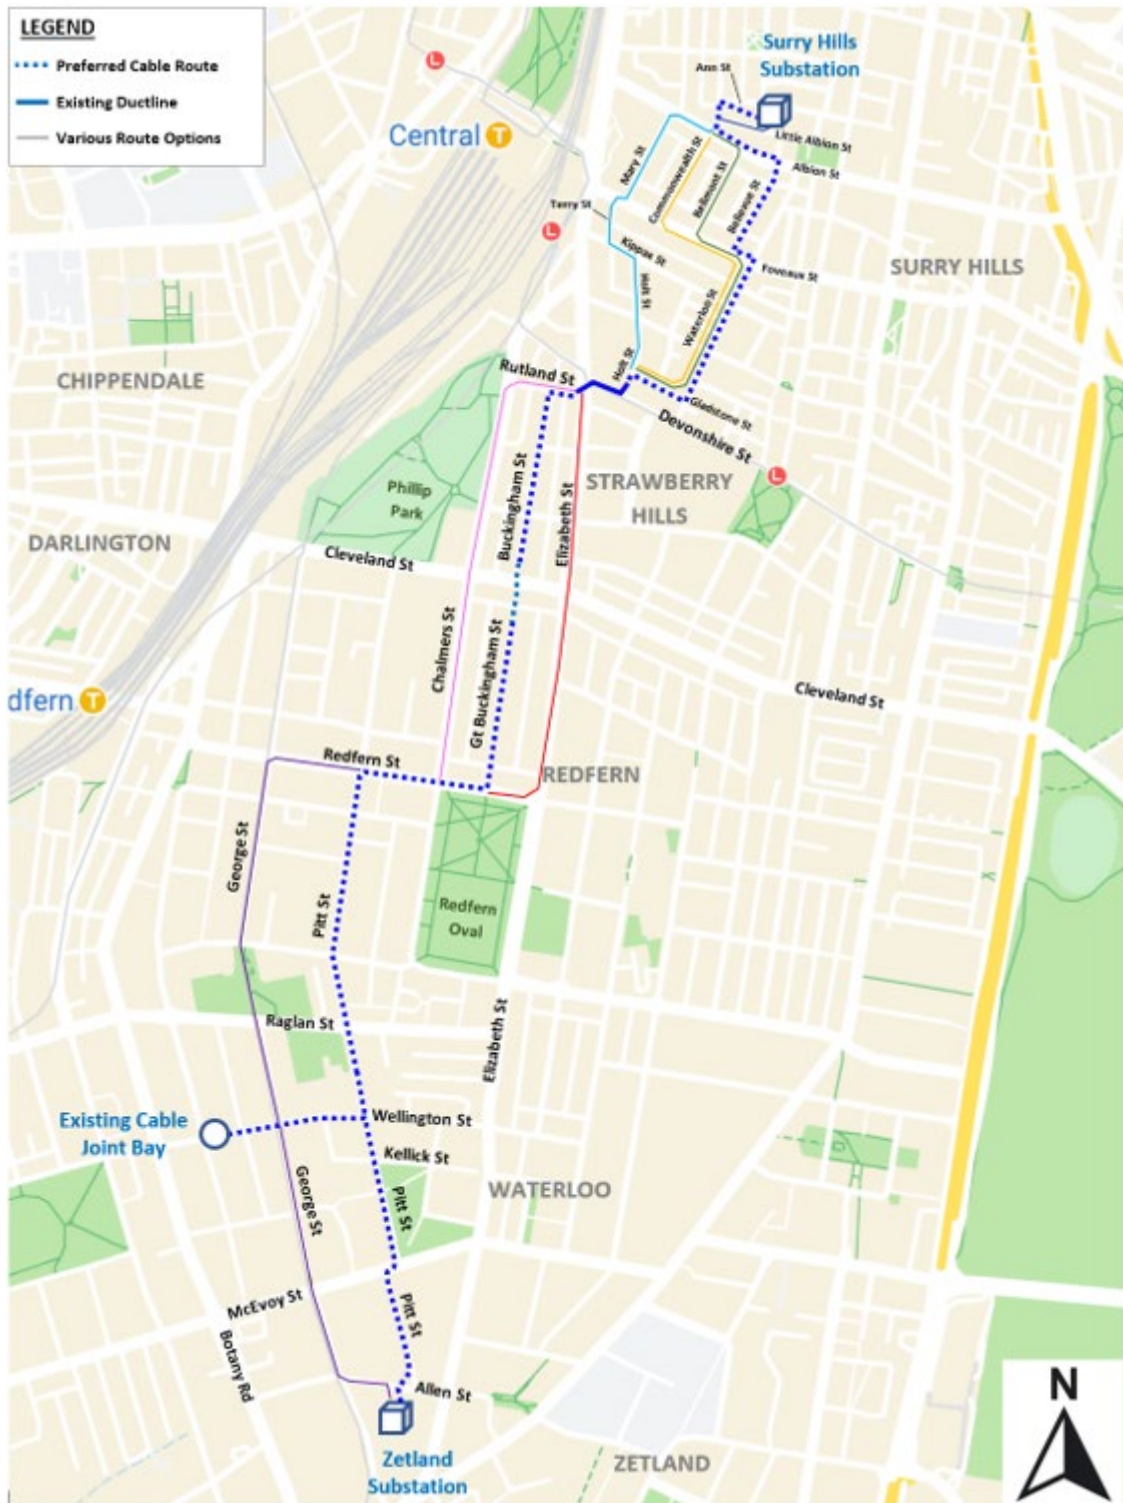 LEGEND
Preferred Cable Route
Existing Ductline
Various Route Options
Surry Hills
Substation
Ann St
Central T
L
Little Albion St
Albion St
Mary St
Commonwealth St
Bellmont St
Bellevue St
Terry St
L
Kippax St
Foveaux St
SURRY HILLS
Holt St
Waterloo St
CHIPPENDALE
Rutland St
Holt St
Gladstone St
Devonshire St
L
Phillip
Park
Buckingham St
Elizabeth St
STRAWBERRY
HILLS
DARLINGTON
Cleveland St
Chalmers St
Gt Buckingham St
Cleveland St
dfern T
Redfern St
REDFERN
George St
Pitt St
Redfern
Oval
Raglan St
Elizabeth St
Existing Cable
Joint Bay
Wellington St
Kellick St
George St
Pitt St
WATERLOO
McEvoy St
Pitt St
Botany Rd
Allen St
Zetland
Substation
ZETLAND
N